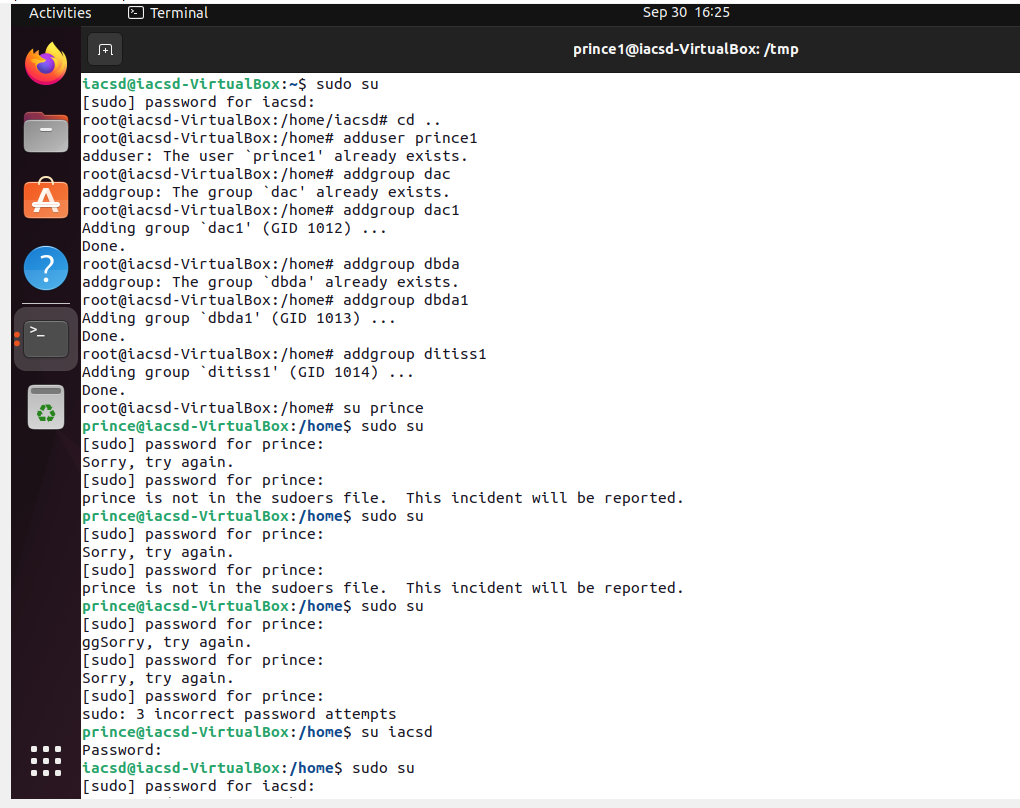 Activities
Terminal
Sep 30 16:25
prince1@iacsd-VirtualBox: /tmp
iacsd@iacsd-VirtualBox:~$ sudo su
[sudo] password for iacsd:
root@iacsd-VirtualBox:/home/iacsd# cd ..
root@iacsd-VirtualBox:/home# adduser prince1
adduser: The user `prince1' already exists.
root@iacsd-VirtualBox:/home# addgroup dac
addgroup: The group `dac' already exists.
root@iacsd-VirtualBox:/home# addgroup dac1
Adding group `dac1' (GID 1012) ...
Done.
root@iacsd-VirtualBox:/home# addgroup dbda
addgroup: The group `dbda' already exists.
root@iacsd-VirtualBox:/home# addgroup dbda1
Adding group `dbda1' (GID 1013) ...
Done.
root@iacsd-VirtualBox:/home# addgroup ditiss1
Adding group `ditiss1' (GID 1014) ...
Done.
root@iacsd-VirtualBox:/home# su prince
prince@iacsd-VirtualBox:/home$ sudo su
[sudo] password for prince:
Sorry, try again.
[sudo] password for prince:
prince is not in the sudoers file.  This incident will be reported.
prince@iacsd-VirtualBox:/home$ sudo su
[sudo] password for prince:
Sorry, try again.
[sudo] password for prince:
prince is not in the sudoers file.  This incident will be reported.
prince@iacsd-VirtualBox:/home$ sudo su
[sudo] password for prince:
ggSorry, try again.
[sudo] password for prince:
Sorry, try again.
[sudo] password for prince:
sudo: 3 incorrect password attempts
prince@iacsd-VirtualBox:/home$ su iacsd
Password:
iacsd@iacsd-VirtualBox:/home$ sudo su
[sudo] password for iacsd: